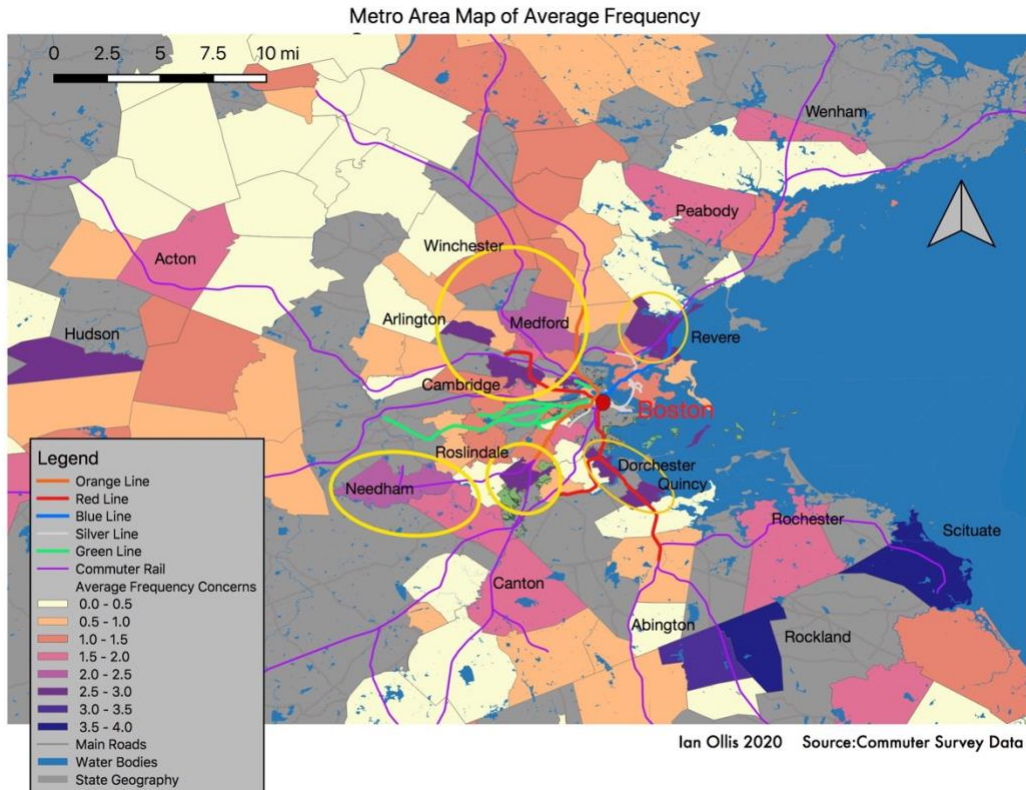 Metro Area Map of Average Frequency
0 2.5 5 7.5 10 mi
Wenham
Peabody
Winchester
Acton
Arlington
Medford
Hudson
Revere
Cambridge
Boston
Roslindale
Dorchester
Needham
Quincy
Rochester
Scituate
Canton
Abington
Rockland
Legend
Orange Line
Red Line
Blue Line
Silver Line
Green Line
Commuter Rail
Average Frequency Concerns
0.0 - 0.5
0.5 - 1.0
1.0 - 1.5
1.5 - 2.0
2.0 - 2.5
2.5 - 3.0
3.0 - 3.5
3.5 - 4.0
Main Roads
Water Bodies
State Geography
Ian Ollis 2020 Source:Commuter Survey Data